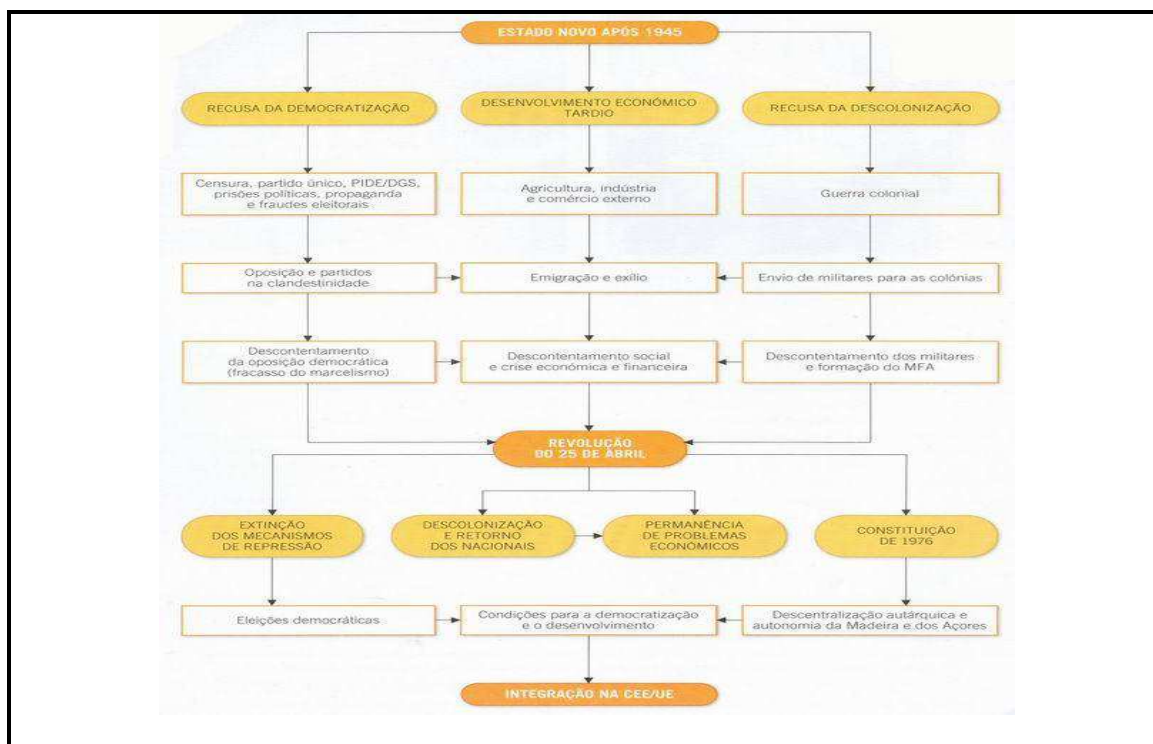 ESTADO NOVO APÓS 1945
RECUSA DA DEMOCRATIZAÇÃO
DESENVOLVIMENTO ECONÓMICO
TARDIO
RECUSA DA DESCOLONIZAÇÃO
Censura, partido único, PIDE/DGS,
prisões políticas, propaganda
e fraudes eleitorais
Agricultura, indústria
e comércio externo
Guerra colonial
Oposição e partidos
na clandestinidade
Emigração e exílio
Envio de militares para as colónias
Descontentamento
da oposição democrática
(fracasso do marcelismo)
Descontentamento social
e crise económica e financeira
Descontentamento dos militares
e formação do MFA
REVOLUÇÃO
DO 25 DE ABRIL
EXTINÇÃO
DOS MECANISMOS
DE REPRESSÃO
DESCOLONIZAÇÃO
E RETORNO
DOS NACIONAIS
PERMANÊNCIA
DE PROBLEMAS
ECONÓMICOS
CONSTITUIÇÃO
DE 1976
Eleições democráticas
Condições para a democratização
e o desenvolvimento
Descentralização autárquica e
autonomia da Madeira e dos Açores
INTEGRAÇÃO NA CEE/UE